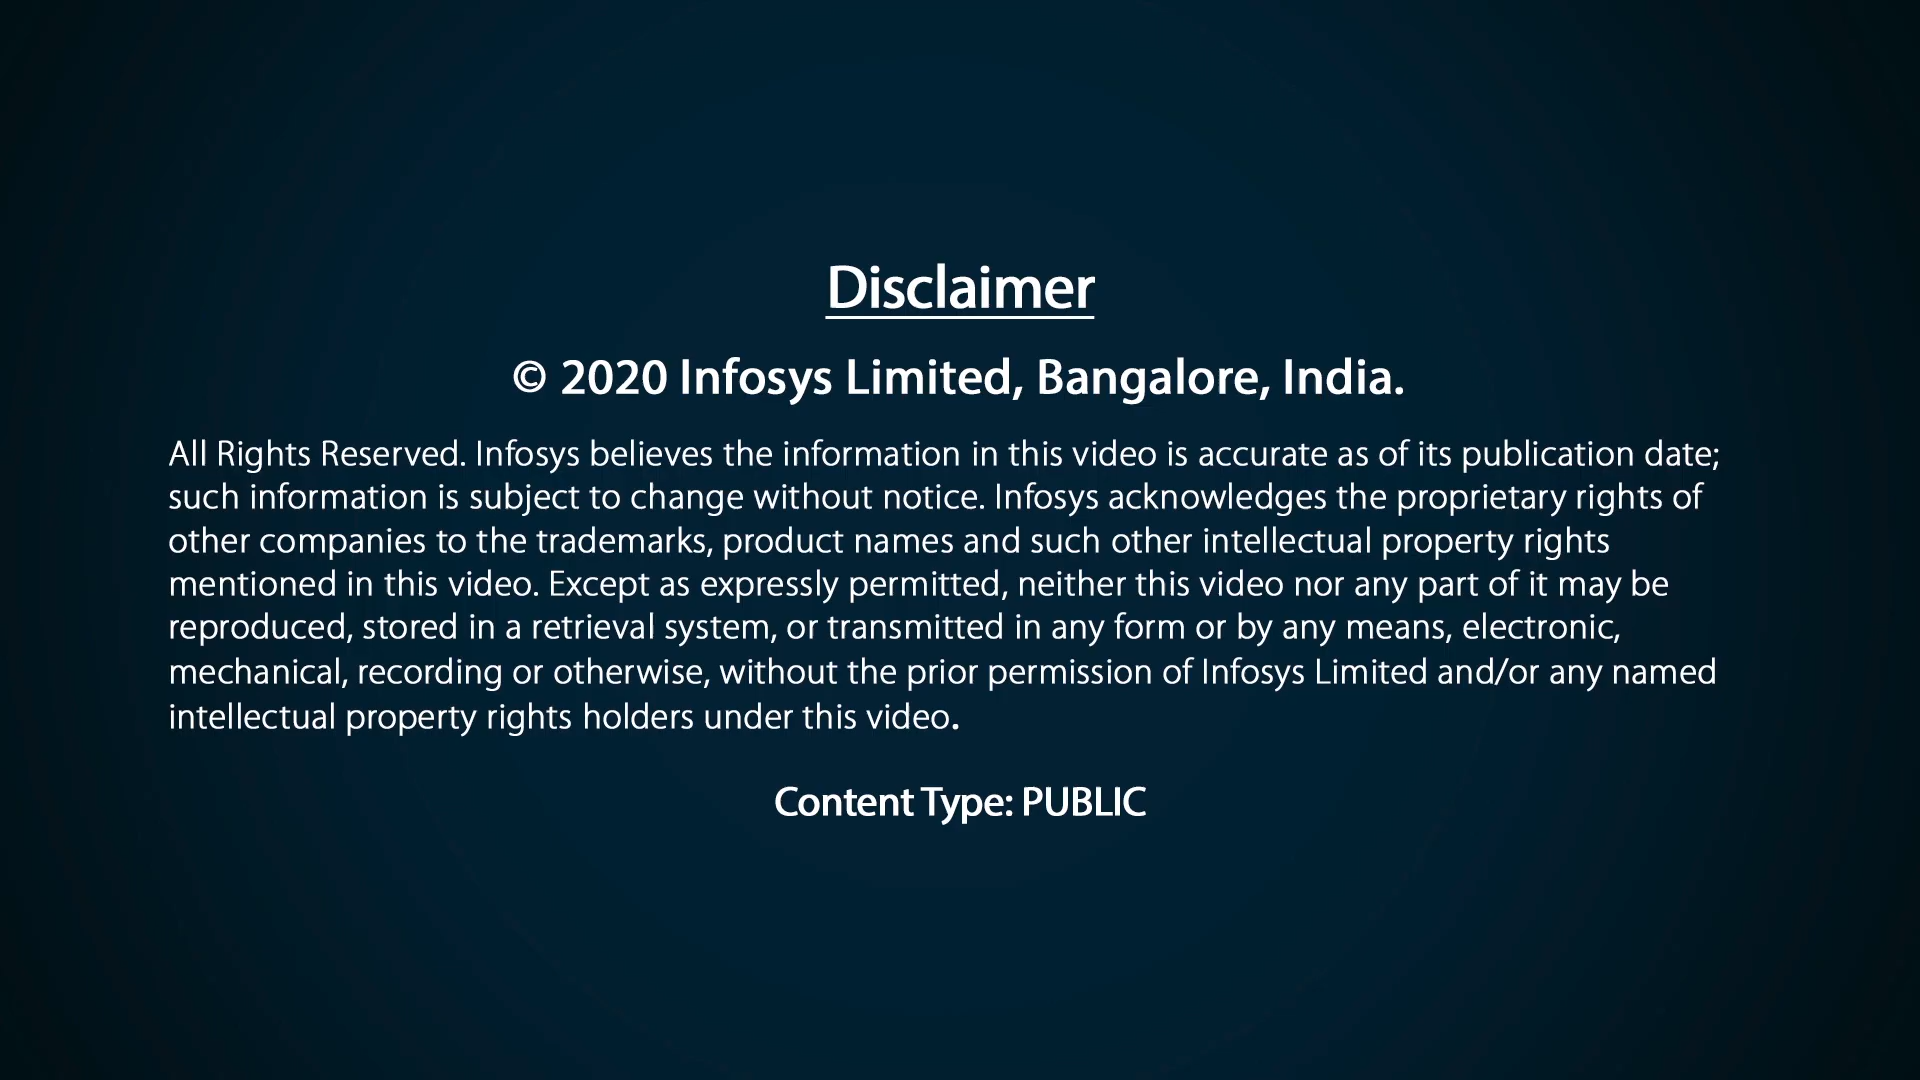 Disclaimer
© 2020 Infosys Limited, Bangalore, India.
All Rights Reserved. Infosys believes the information in this video is accurate as of its publication date;
such information is subject to change without notice. Infosys acknowledges the proprietary rights of
other companies to the trademarks, product names and such other intellectual property rights
mentioned in this video. Except as expressly permitted, neither this video nor any part of it may be
reproduced, stored in a retrieval system, or transmitted in any form or by any means, electronic,
mechanical, recording or otherwise, without the prior permission of Infosys Limited and/or any named
intellectual property rights holders under this video.
Content Type: PUBLIC